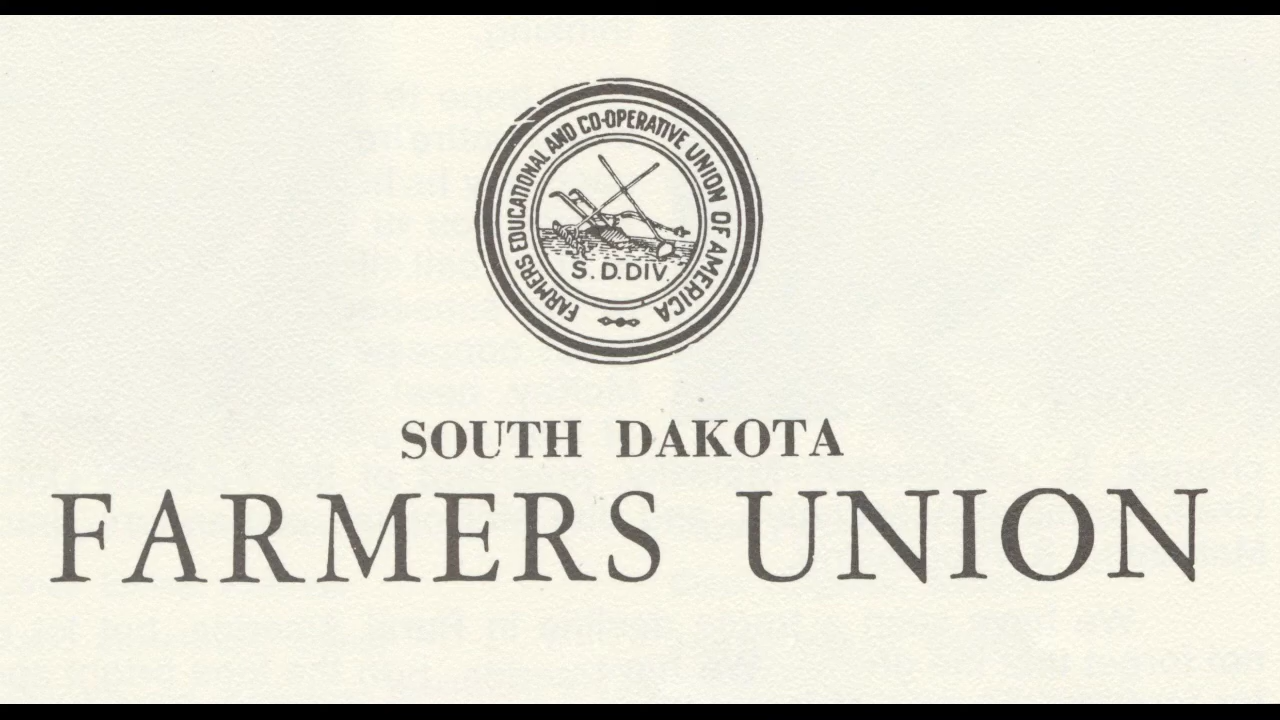 FARMERS EDUCATIONAL AND CO-OPERATIVE UNION OF AMERICA
S. D. DIV.
SOUTH DAKOTA
FARMERS UNION